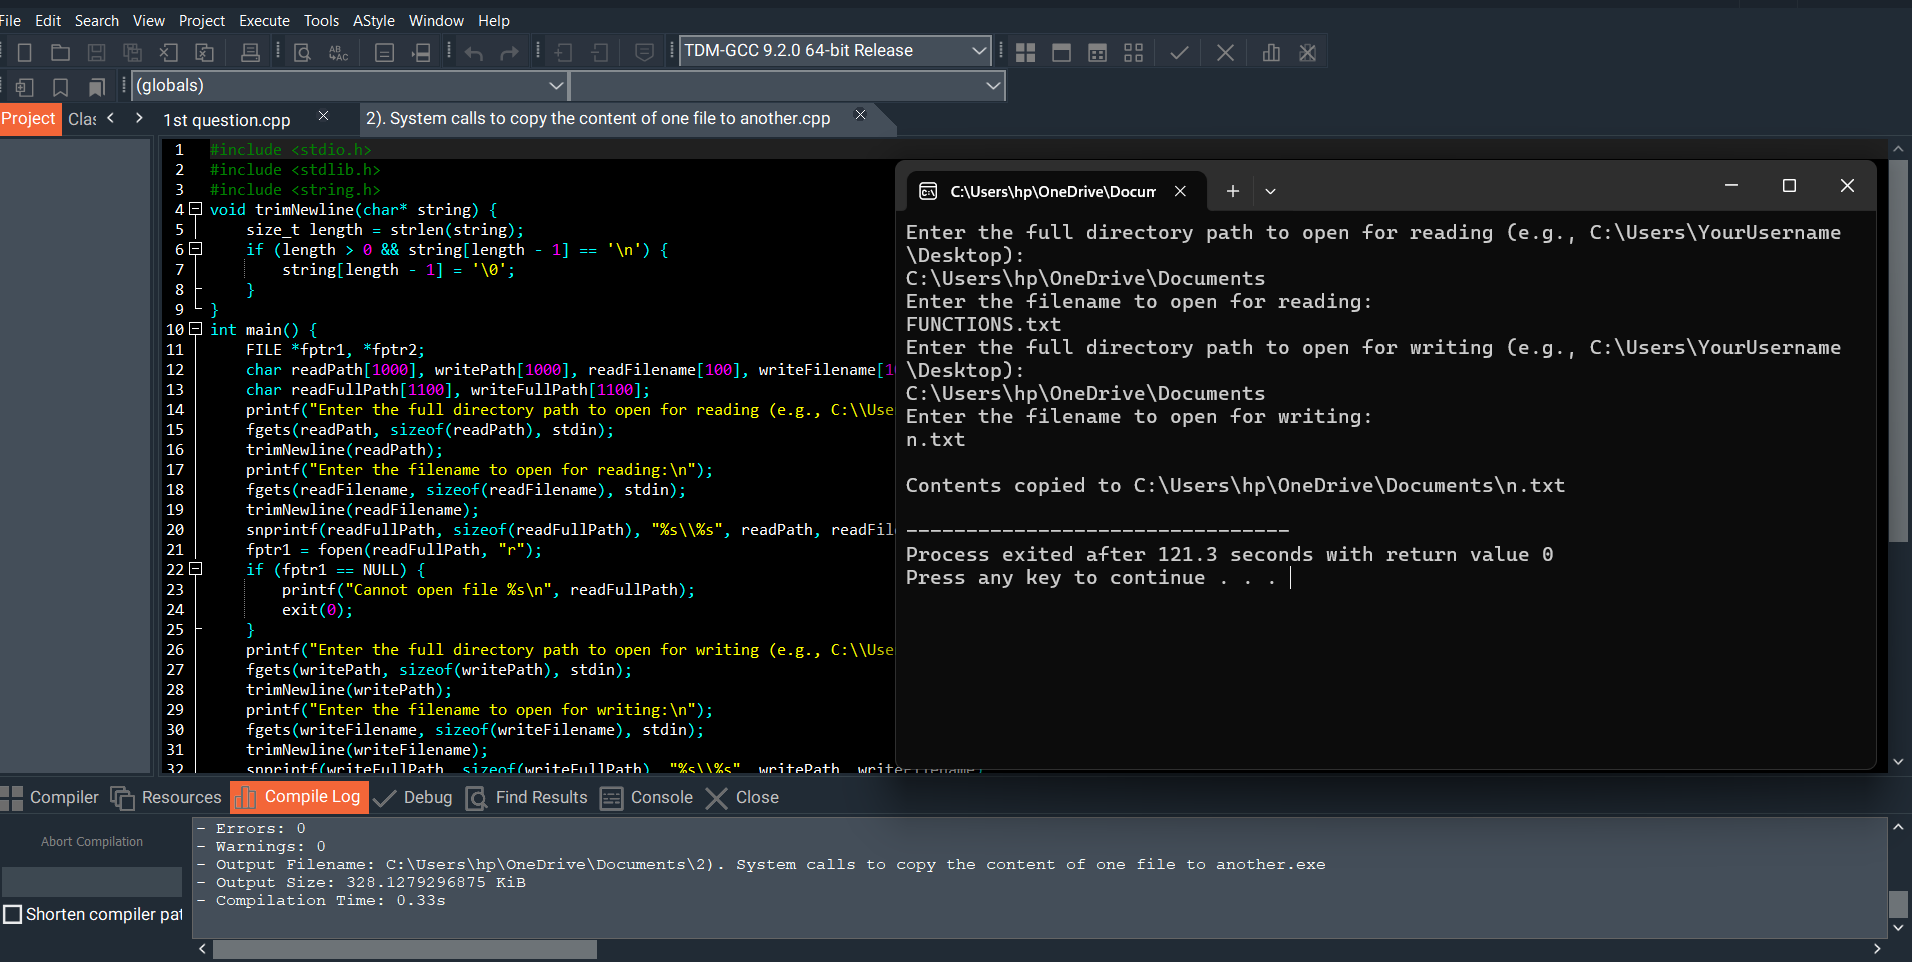 File Edit Search View Project Execute Tools AStyle Window Help
TDM-GCC 9.2.0 64-bit Release
(globals)
Project Clas 1st question.cpp 2). System calls to copy the content of one file to another.cpp
1 #include <stdio.h>
2 #include <stdlib.h>
3 #include <string.h>
4 void trimNewline(char* string) {
5 size_t length = strlen(string);
6 if (length > 0 && string[length - 1] == '\n') {
7 string[length - 1] = '\0';
8 }
9 }
10 int main() {
11 FILE *fptr1, *fptr2;
12 char readPath[1000], writePath[1000], readFilename[100], writeFilename[1
13 char readFullPath[1100], writeFullPath[1100];
14 printf("Enter the full directory path to open for reading (e.g., C:\\Use
15 fgets(readPath, sizeof(readPath), stdin);
16 trimNewline(readPath);
17 printf("Enter the filename to open for reading:\n");
18 fgets(readFilename, sizeof(readFilename), stdin);
19 trimNewline(readFilename);
20 snprintf(readFullPath, sizeof(readFullPath), "%s\\%s", readPath, readFil
21 fptr1 = fopen(readFullPath, "r");
22 if (fptr1 == NULL) {
23 printf("Cannot open file %s\n", readFullPath);
24 exit(0);
25 }
26 printf("Enter the full directory path to open for writing (e.g., C:\\Use
27 fgets(writePath, sizeof(writePath), stdin);
28 trimNewline(writePath);
29 printf("Enter the filename to open for writing:\n");
30 fgets(writeFilename, sizeof(writeFilename), stdin);
31 trimNewline(writeFilename);
32 snprintf(writeFullPath, sizeof(writeFullPath), "%s\\%s", writePath, writeFilename)
C:\Users\hp\OneDrive\Docum
Enter the full directory path to open for reading (e.g., C:\Users\YourUsername
\Desktop):
C:\Users\hp\OneDrive\Documents
Enter the filename to open for reading:
FUNCTIONS.txt
Enter the full directory path to open for writing (e.g., C:\Users\YourUsername
\Desktop):
C:\Users\hp\OneDrive\Documents
Enter the filename to open for writing:
n.txt
Contents copied to C:\Users\hp\OneDrive\Documents\n.txt
--------------------------------
Process exited after 121.3 seconds with return value 0
Press any key to continue . . .
Compiler Resources Compile Log Debug Find Results Console Close
Abort Compilation
Shorten compiler pat
- Errors: 0
- Warnings: 0
- Output Filename: C:\Users\hp\OneDrive\Documents\2). System calls to copy the content of one file to another.exe
- Output Size: 328.1279296875 KiB
- Compilation Time: 0.33s